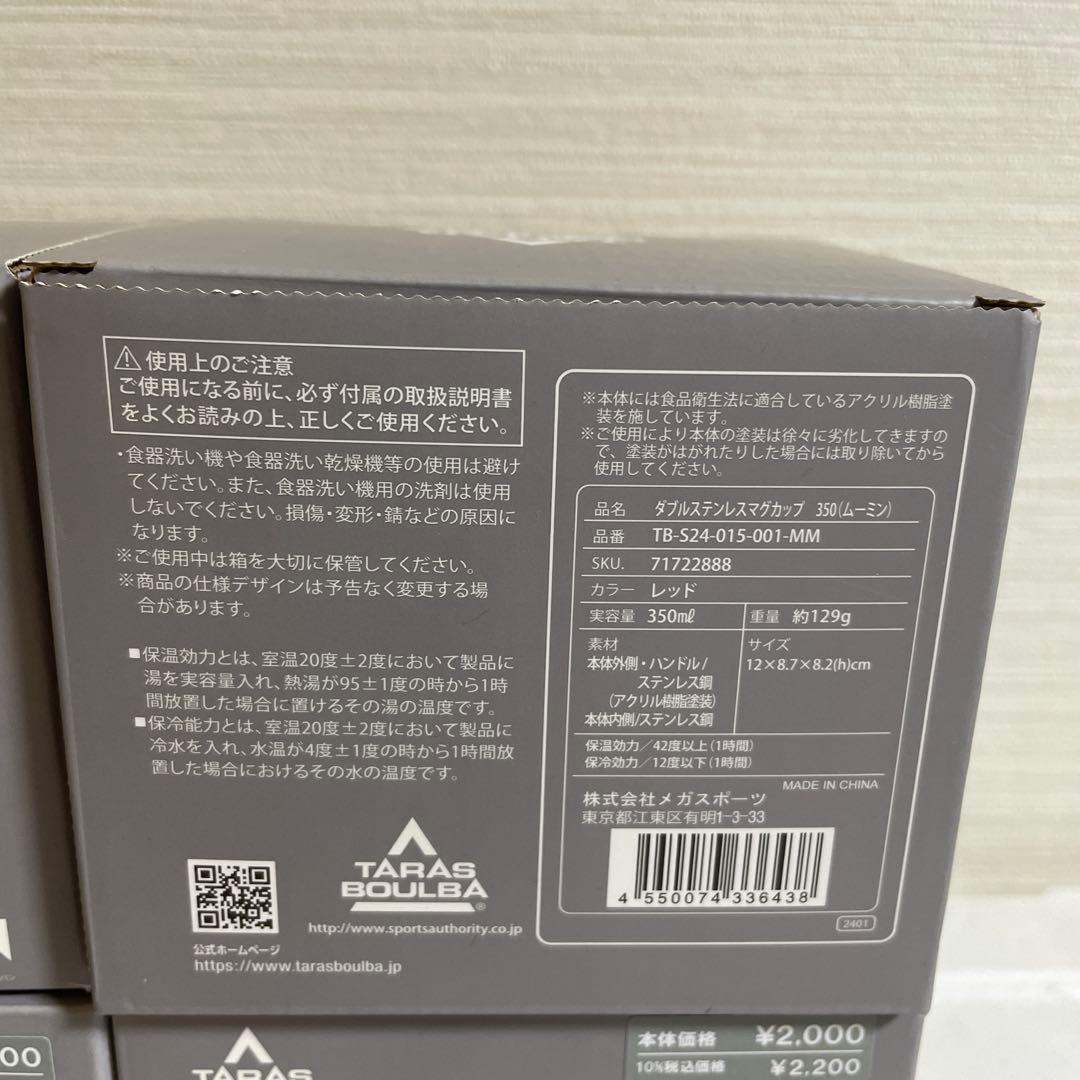 ⚠使用上のご注意
ご使用になる前に、必ず付属の取扱説明書
をよくお読みの上、正しくご使用ください。
・食器洗い機や食器洗い乾燥機等の使用は避け
てください。また、食器洗い機用の洗剤は使用
しないでください。損傷・変形・錆などの原因に
なります。
※ご使用中は箱を大切に保管してください。
※商品の仕様デザインは予告なく変更する場
合があります。
■保温効力とは、室温20度±2度において製品に
湯を実容量入れ、熱湯が95±1度の時から1時
間放置した場合に置けるその湯の温度です。
■保冷能力とは、室温20度±2度において製品に
冷水を入れ、水温が4度±1度の時から1時間放
置した場合におけるその水の温度です。
TARAS
BOULBA®
http://www.sportsauthority.co.jp
公式ホームページ
https://www.tarasboulba.jp
※本体には食品衛生法に適合しているアクリル樹脂塗
装を施しています。
※ご使用により本体の塗装は徐々に劣化してきますの
で、塗装がはがれたりした場合には取り除いてから
使用してください。
品名 ダブルステンレスマグカップ 350(ムーミン)
品番 TB-S24-015-001-MM
SKU. 71722888
カラー レッド
実容量 350㎖ 重量 約129g
素材
本体外側・ハンドル/
ステンレス鋼
(アクリル樹脂塗装)
本体内側/ステンレス鋼
サイズ
12×8.7×8.2(h)cm
保温効力/42度以上(1時間)
保冷効力/12度以下(1時間)
MADE IN CHINA
株式会社メガスポーツ
東京都江東区有明1-3-33
4 550074 336438
2401
00
TARAS
本体価格 ¥2,000
10%税込価格 ¥2,200